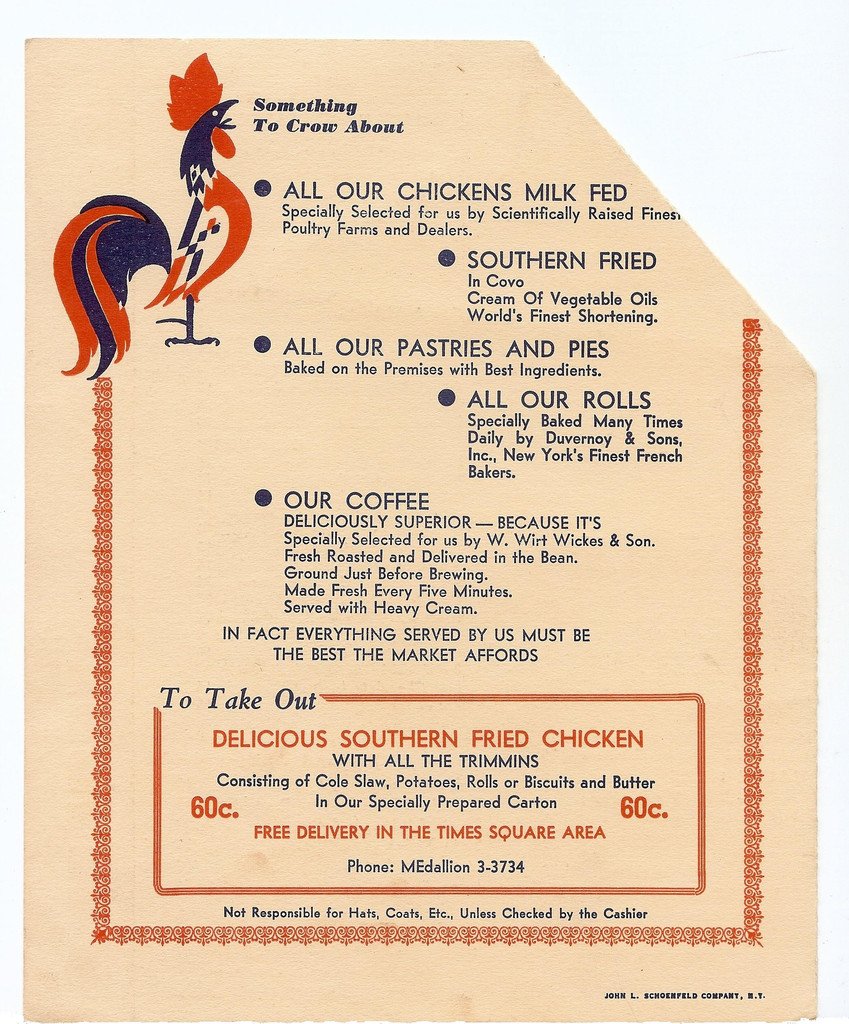 Something
To Crow About
● ALL OUR CHICKENS MILK FED
Specially Selected for us by Scientifically Raised Finest
Poultry Farms and Dealers.
● SOUTHERN FRIED
In Covo
Cream Of Vegetable Oils
World's Finest Shortening.
● ALL OUR PASTRIES AND PIES
Baked on the Premises with Best Ingredients.
● ALL OUR ROLLS
Specially Baked Many Times
Daily by Duvernoy & Sons,
Inc., New York's Finest French
Bakers.
● OUR COFFEE
DELICIOUSLY SUPERIOR — BECAUSE IT'S
Specially Selected for us by W. Wirt Wickes & Son.
Fresh Roasted and Delivered in the Bean.
Ground Just Before Brewing.
Made Fresh Every Five Minutes.
Served with Heavy Cream.
IN FACT EVERYTHING SERVED BY US MUST BE
THE BEST THE MARKET AFFORDS
To Take Out
DELICIOUS SOUTHERN FRIED CHICKEN
WITH ALL THE TRIMMINS
Consisting of Cole Slaw, Potatoes, Rolls or Biscuits and Butter
60c. In Our Specially Prepared Carton 60c.
FREE DELIVERY IN THE TIMES SQUARE AREA
Phone: MEdallion 3-3734
Not Responsible for Hats, Coats, Etc., Unless Checked by the Cashier
JOHN L. SCHOENFELD COMPANY, N.Y.